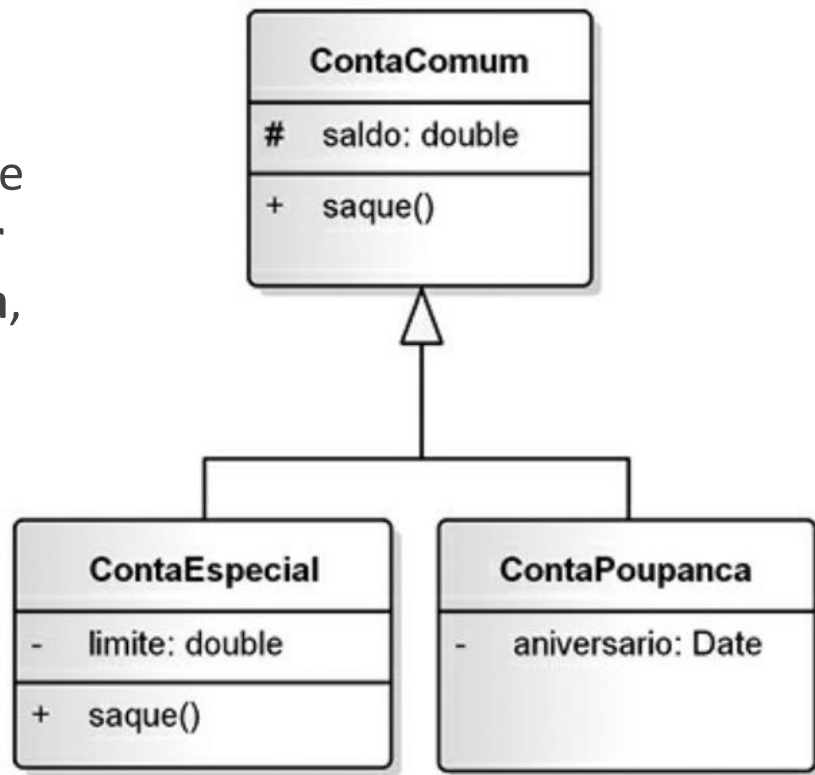 ContaComum
# saldo: double
e
+ saque()
r
a,
ContaEspecial
- limite: double
+ saque()
ContaPoupanca
- aniversario: Date